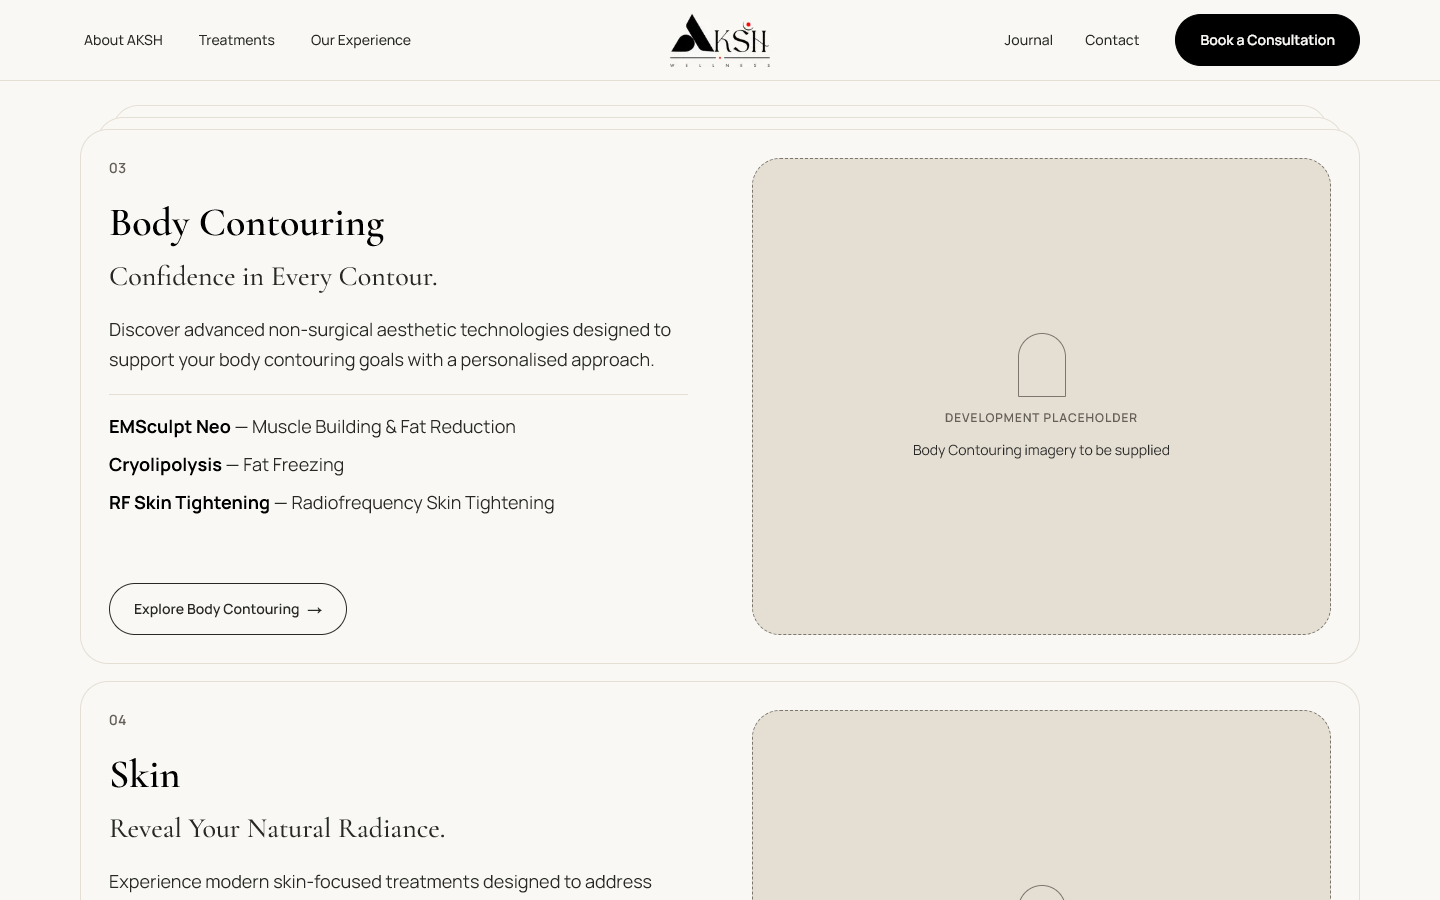 About AKSH
Treatments
Our Experience
AKSH
WELLNESS
Journal
Contact
Book a Consultation
03
Body Contouring
Confidence in Every Contour.
Discover advanced non-surgical aesthetic technologies designed to
support your body contouring goals with a personalised approach.
EMSculpt Neo — Muscle Building & Fat Reduction
Cryolipolysis — Fat Freezing
RF Skin Tightening — Radiofrequency Skin Tightening
Explore Body Contouring →
DEVELOPMENT PLACEHOLDER
Body Contouring imagery to be supplied
04
Skin
Reveal Your Natural Radiance.
Experience modern skin-focused treatments designed to address